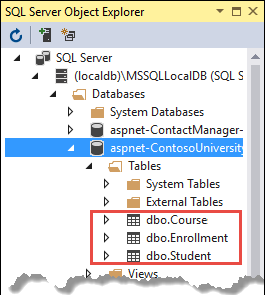 SQL Server Object Explorer
SQL Server
(localdb)\MSSQLLocalDB (SQL S
Databases
System Databases
aspnet-ContactManager-
aspnet-ContosoUniversity
Tables
System Tables
External Tables
dbo.Course
dbo.Enrollment
dbo.Student
Views